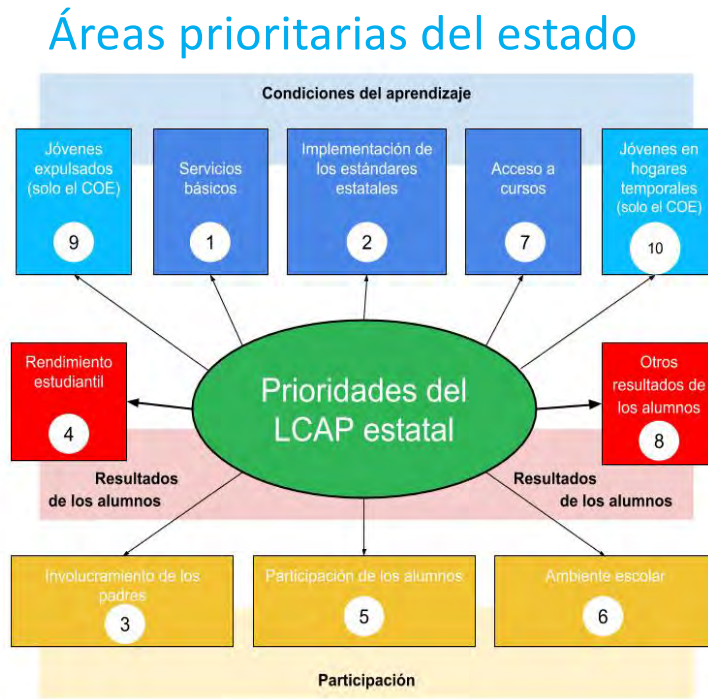 Áreas prioritarias del estado
Condiciones del aprendizaje
Jóvenes
expulsados
(solo el COE)
9
Servicios
básicos
1
Implementación de
los estándares
estatales
2
Acceso a
cursos
7
Jóvenes en
hogares
temporales
(solo el COE)
10
Rendimiento
estudiantil
4
Prioridades del
LCAP estatal
Otros
resultados de
los alumnos
8
Resultados
de los alumnos
Resultados
de los alumnos
Involucramiento de los
padres
3
Participación de los alumnos
5
Ambiente escolar
6
Participación